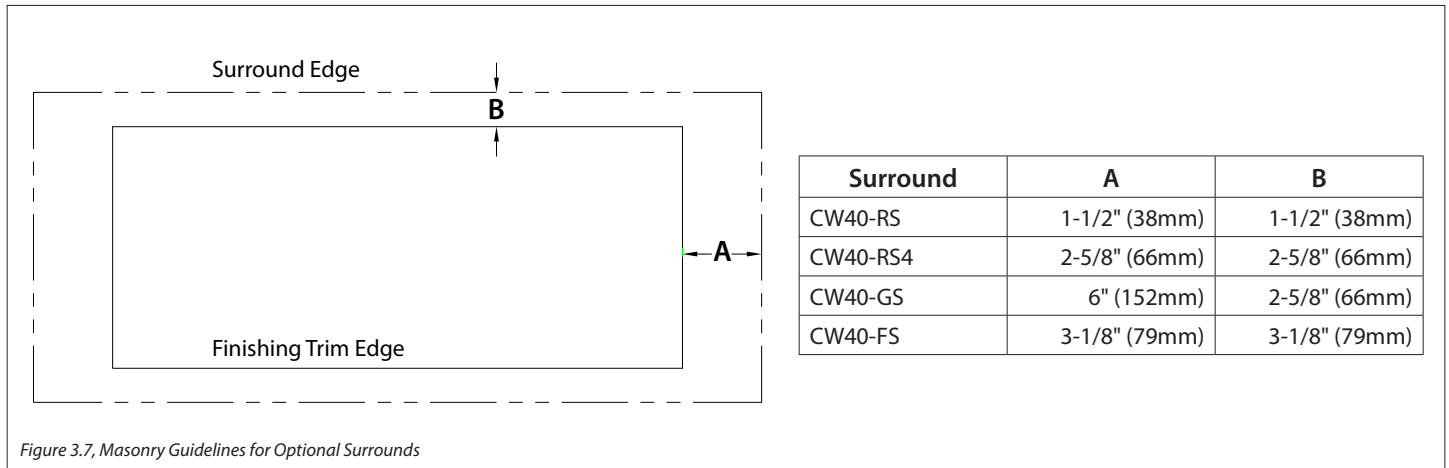 Surround Edge
B
A
Finishing Trim Edge
Surround A B
CW40-RS 1-1/2" (38mm) 1-1/2" (38mm)
CW40-RS4 2-5/8" (66mm) 2-5/8" (66mm)
CW40-GS 6" (152mm) 2-5/8" (66mm)
CW40-FS 3-1/8" (79mm) 3-1/8" (79mm)
Figure 3.7, Masonry Guidelines for Optional Surrounds